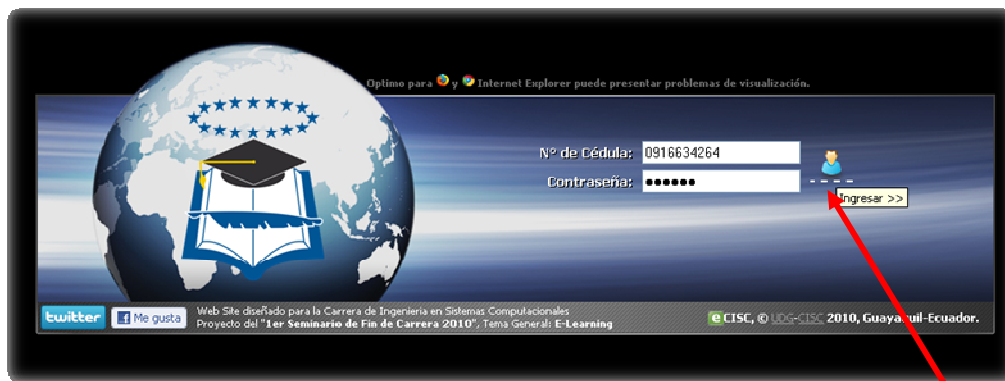 Optimo para y Internet Explorer puede presentar problemas de visualización.
Nº de Cédula: 0916634264
Contraseña: ●●●●●●
Ingresar >>
twitter Me gusta
Web Site diseñado para la Carrera de Ingenieria en Sistemas Computacionales
Proyecto del "1er Seminario de Fin de Carrera 2010", Tema General: E-Learning
e CISC, © UDG-CISC 2010, Guayaquil-Ecuador.